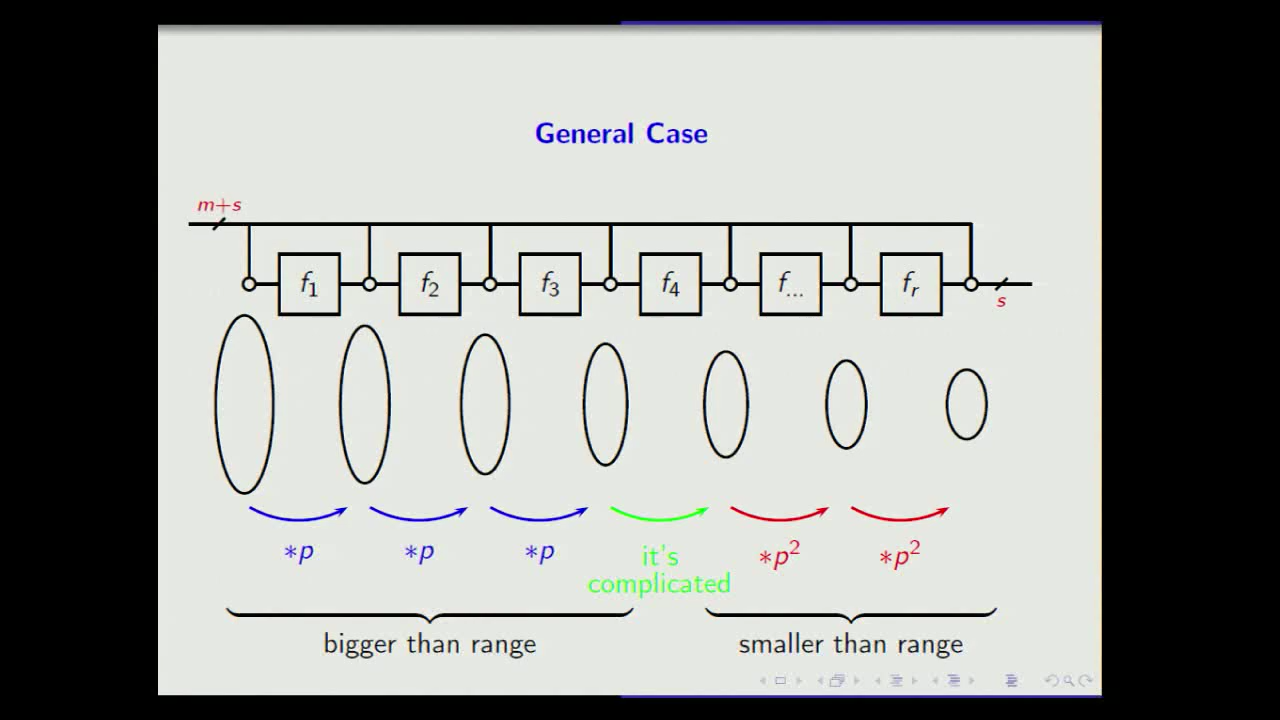 General Case
m+s
f₁ f₂ f₃ f₄ f... fᵣ
s
*p *p *p it's *p² *p²
complicated
bigger than range smaller than range